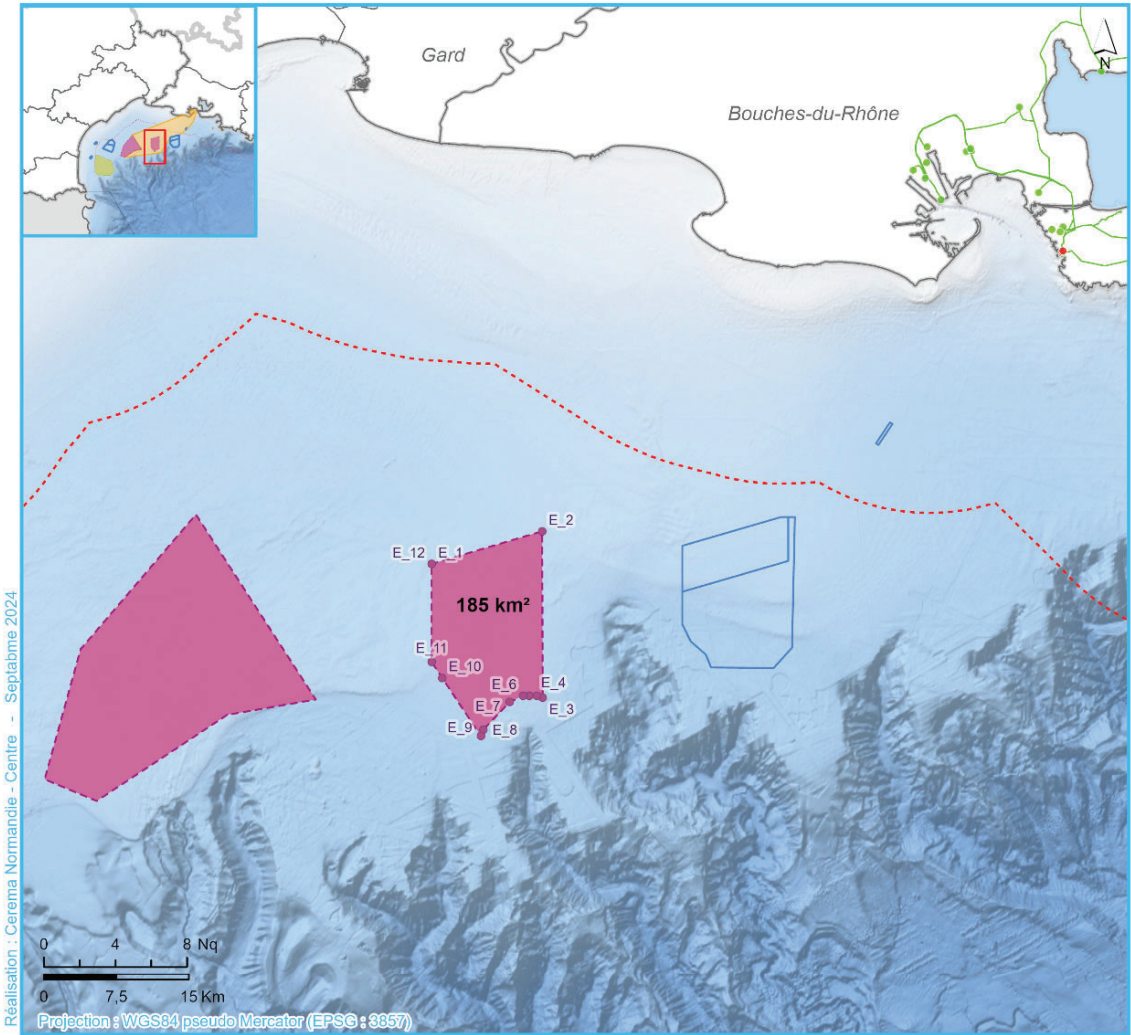 Gard
N
Bouches-du-Rhône
E_2
E_12 E_1
185 km²
E_11
E_10
E_6
E_4
E_7
E_3
E_9
E_8
0 4 8 Nq
0 7,5 15 Km
Projection : WGS84 pseudo Mercator (EPSG : 3857)
Réalisation : Cerema Normandie - Centre - Septabme 2024